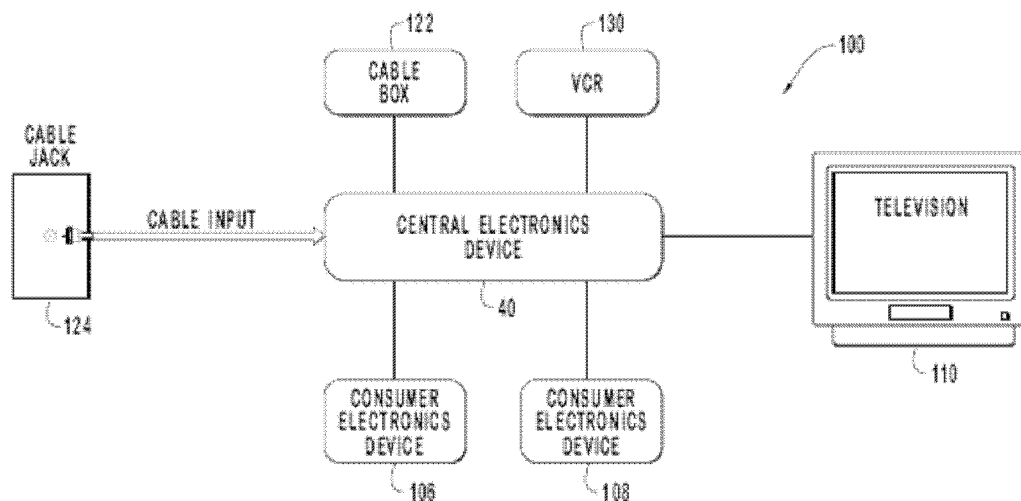 122
130
100
CABLE
BOX
VCR
CABLE
JACK
CABLE INPUT
CENTRAL ELECTRONICS
DEVICE
TELEVISION
124
40
110
CONSUMER
ELECTRONICS
DEVICE
CONSUMER
ELECTRONICS
DEVICE
106
108